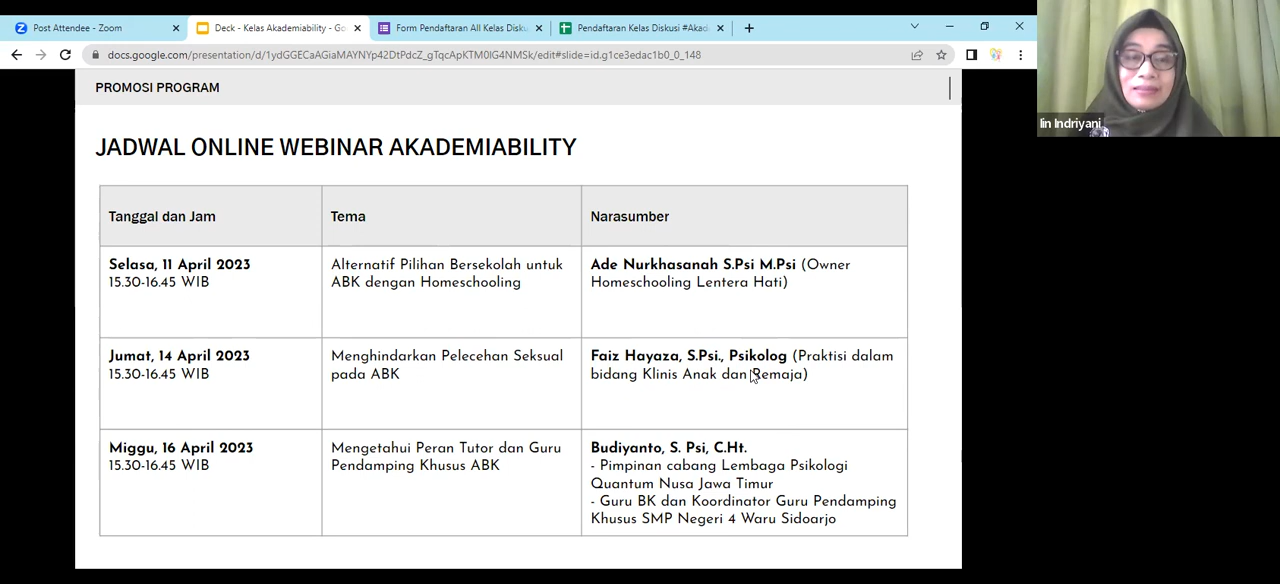 Post Attendee - Zoom
Deck - Kelas Akademiability - Go
Form Pendaftaran All Kelas Disku
Pendaftaran Kelas Diskusi #Akad
docs.google.com/presentation/d/1ydGGECaAGiaMAYNYp42DtPdcZ_gTqcApKTM0lG4NMSk/edit#slide=id.g1ce3edac1b0_0_148
Iin Indriyani
PROMOSI PROGRAM
JADWAL ONLINE WEBINAR AKADEMIABILITY
Tanggal dan Jam
Tema
Narasumber
Selasa, 11 April 2023
15.30-16.45 WIB
Alternatif Pilihan Bersekolah untuk
ABK dengan Homeschooling
Ade Nurkhasanah S.Psi M.Psi (Owner
Homeschooling Lentera Hati)
Jumat, 14 April 2023
15.30-16.45 WIB
Menghindarkan Pelecehan Seksual
pada ABK
Faiz Hayaza, S.Psi., Psikolog (Praktisi dalam
bidang Klinis Anak dan Remaja)
Miggu, 16 April 2023
15.30-16.45 WIB
Mengetahui Peran Tutor dan Guru
Pendamping Khusus ABK
Budiyanto, S. Psi, C.Ht.
- Pimpinan cabang Lembaga Psikologi
Quantum Nusa Jawa Timur
- Guru BK dan Koordinator Guru Pendamping
Khusus SMP Negeri 4 Waru Sidoarjo